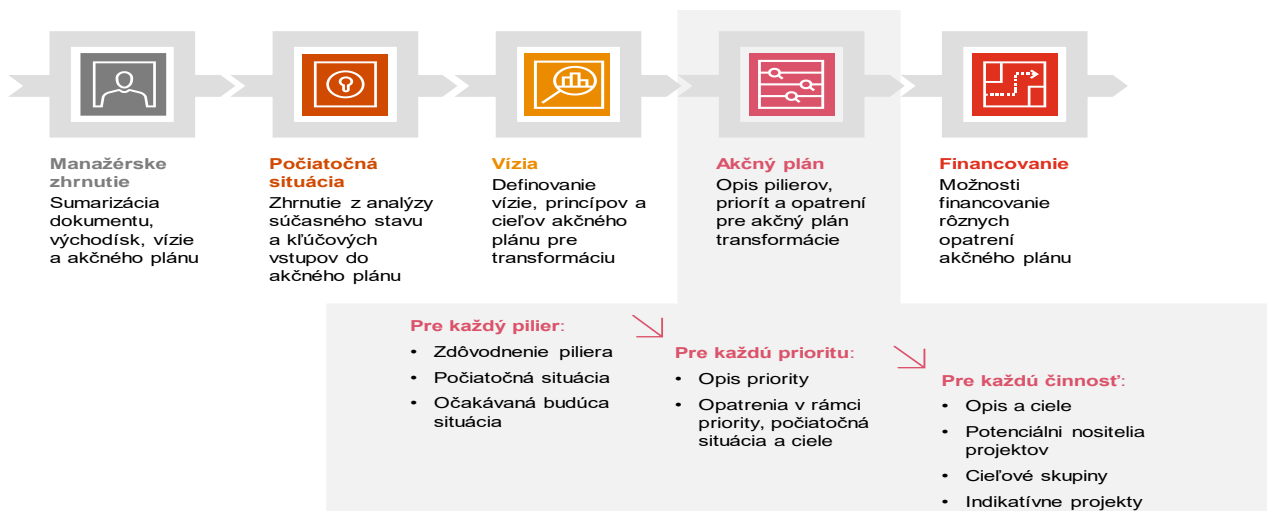 Manažérske
zhrnutie
Sumarizácia
dokumentu,
východísk, vízie
a akčného plánu
Počiatočná
situácia
Zhrnutie z analýzy
súčasného stavu
a kľúčových
vstupov do
akčného plánu
Vízia
Definovanie
vízie, princípov a
cieľov akčného
plánu pre
transformáciu
Akčný plán
Opis pilierov,
priorít a opatrení
pre akčný plán
transformácie
Financovanie
Možnosti
financovanie
rôznych
opatrení
akčného plánu
Pre každý pilier:
• Zdôvodnenie piliera
• Počiatočná situácia
• Očakávaná budúca
situácia
Pre každú prioritu:
• Opis priority
• Opatrenia v rámci
priority, počiatočná
situácia a ciele
Pre každú činnosť:
• Opis a ciele
• Potenciálni nositelia
projektov
• Cieľové skupiny
• Indikatívne projekty